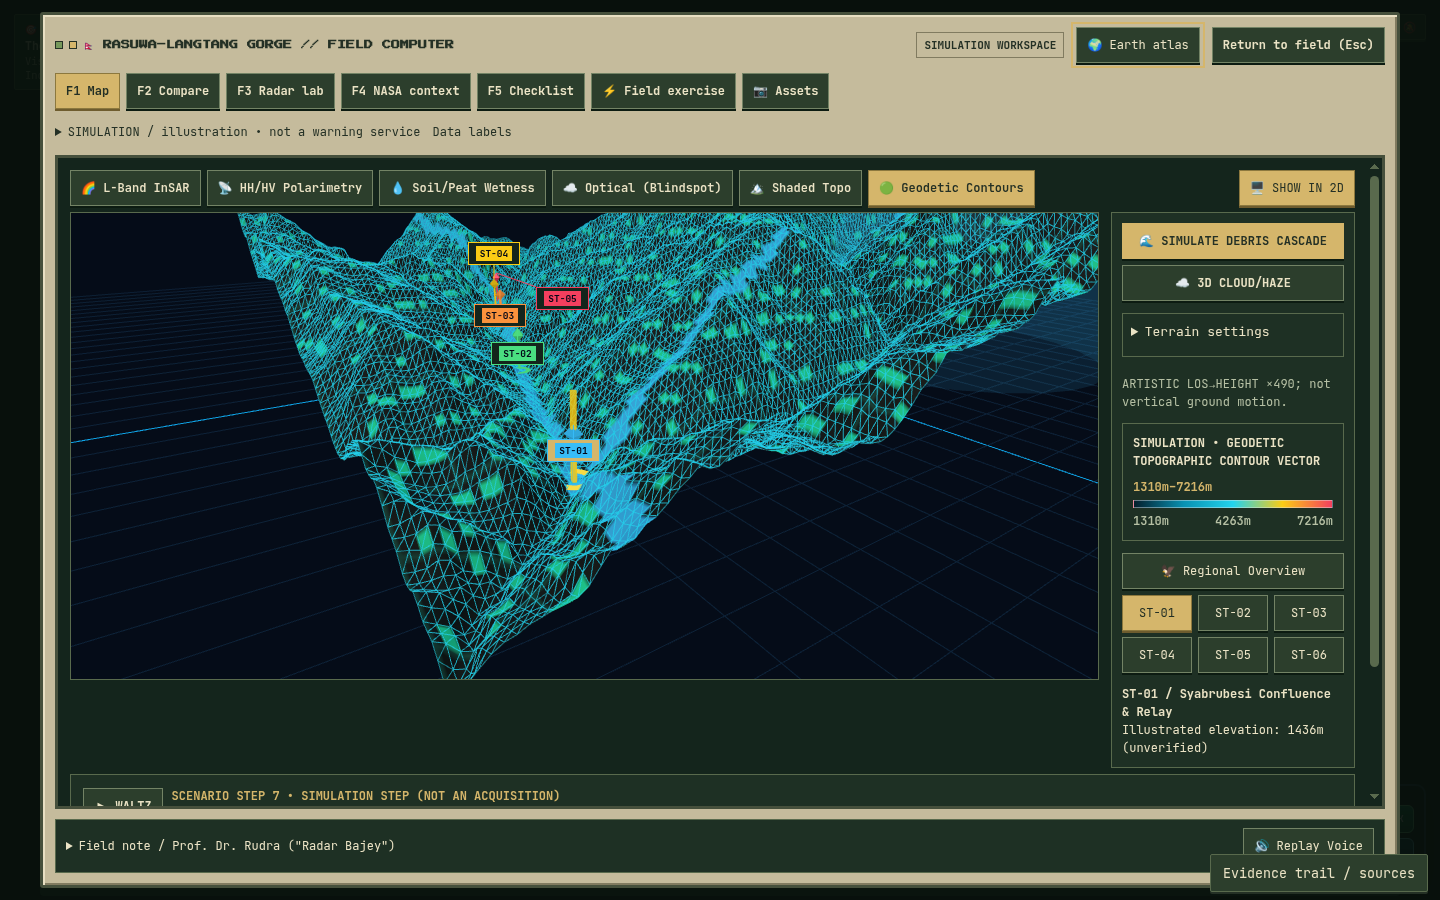 RASUWA-LANGTANG GORGE // FIELD COMPUTER
SIMULATION WORKSPACE
Earth atlas
Return to field (Esc)
F1 Map
F2 Compare
F3 Radar lab
F4 NASA context
F5 Checklist
Field exercise
Assets
SIMULATION / illustration • not a warning service Data labels
L-Band InSAR
HH/HV Polarimetry
Soil/Peat Wetness
Optical (Blindspot)
Shaded Topo
Geodetic Contours
SHOW IN 2D
ST-04
ST-05
ST-03
ST-02
ST-01
SIMULATE DEBRIS CASCADE
3D CLOUD/HAZE
Terrain settings
ARTISTIC LOS→HEIGHT ×490; not
vertical ground motion.
SIMULATION • GEODETIC
TOPOGRAPHIC CONTOUR VECTOR
1310m–7216m
1310m 4263m 7216m
Regional Overview
ST-01 ST-02 ST-03
ST-04 ST-05 ST-06
ST-01 / Syabrubesi Confluence
& Relay
Illustrated elevation: 1436m
(unverified)
WALTZ
SCENARIO STEP 7 • SIMULATION STEP (NOT AN ACQUISITION)
Field note / Prof. Dr. Rudra ("Radar Bajey")
Replay Voice
Evidence trail / sources